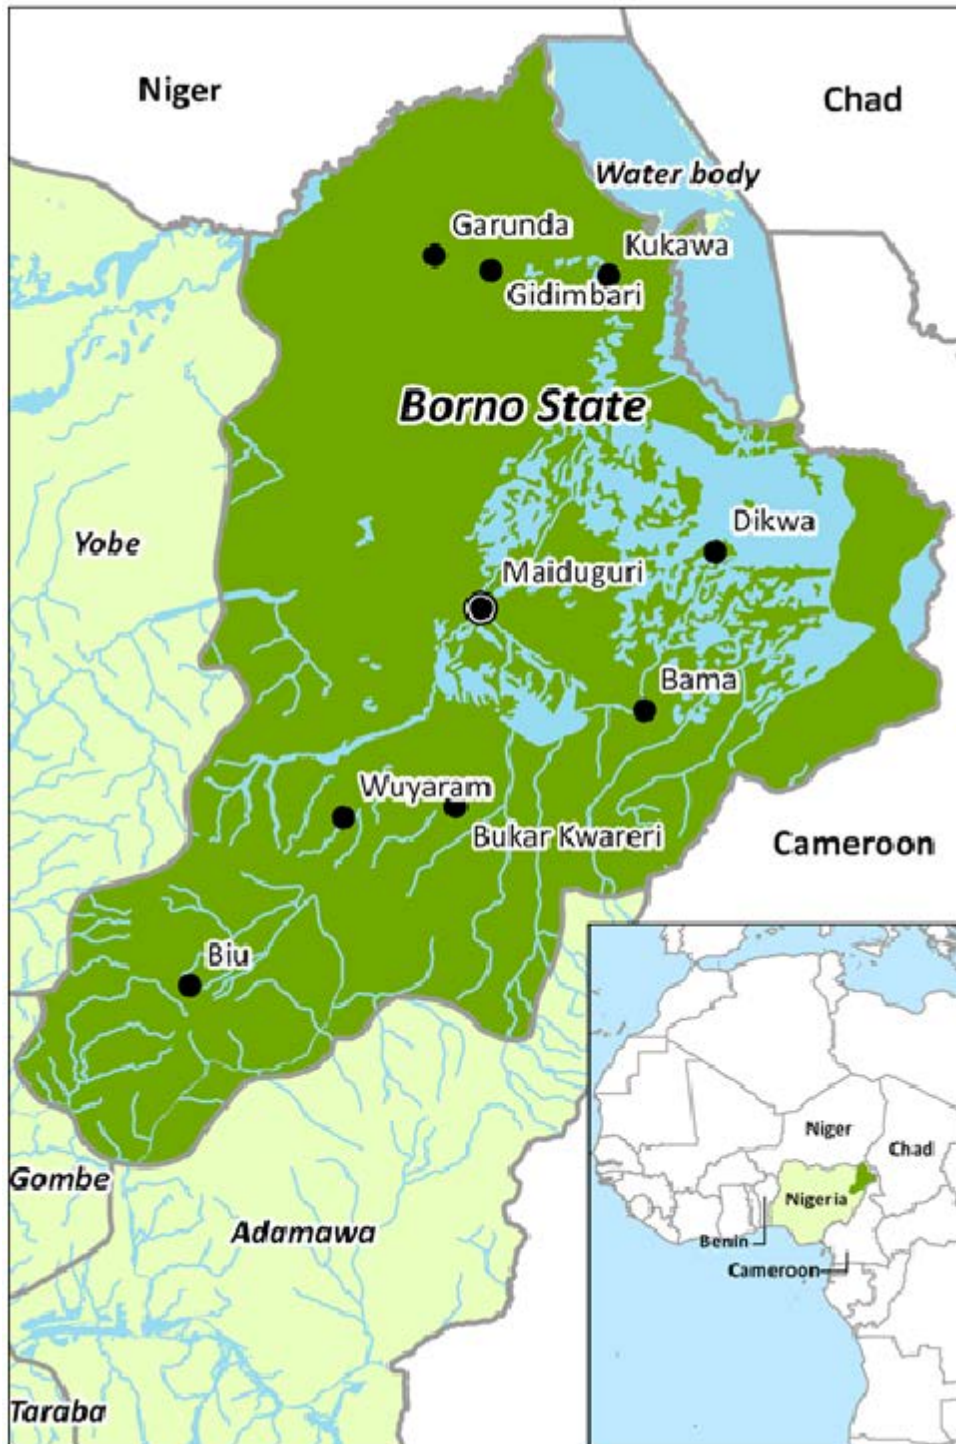 Niger
Chad
Water body
Garunda
Kukawa
Gidimbari
Borno State
Yobe
Dikwa
Maiduguri
Bama
Wuyaram
Bukar Kwareri
Cameroon
Biu
Gombe
Adamawa
Taraba
Niger
Chad
Nigeria
Benin
Cameroon